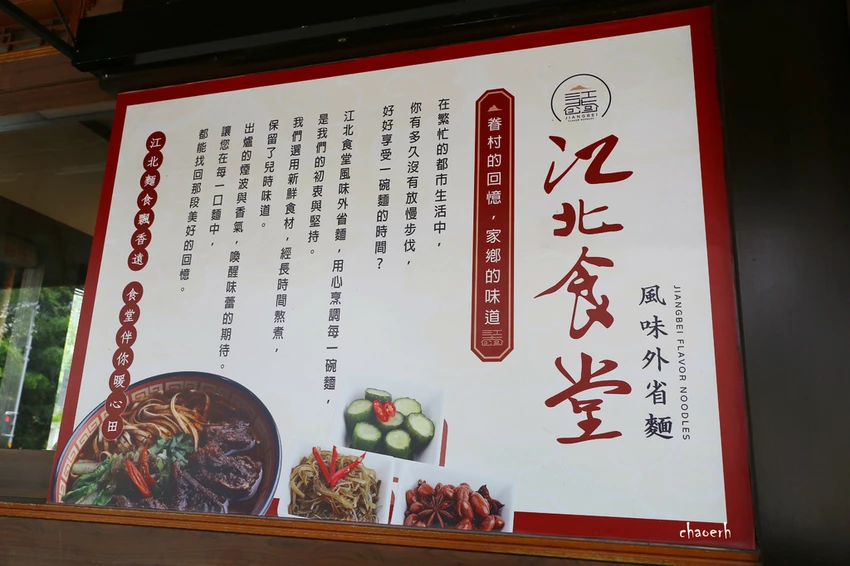 江北食堂
風味外省麵
JIANGBEI FLAVOR NOODLES
JIANGBEI
眷村的回憶，家鄉的味道
在繁忙的都市生活中，
你有多久沒有放慢步伐，
好好享受一碗麵的時間？
江北食堂風味外省麵，用心烹調每一碗麵，
是我們的初衷與堅持。
我們選用新鮮食材，經長時間熬煮，
保留了兒時味道。
出爐的煙波與香氣，喚醒味蕾的期待。
讓您在每一口麵中，
都能找回那段美好的回憶。
江北麵食飄香遠
食堂伴你暖心田
chaoerh